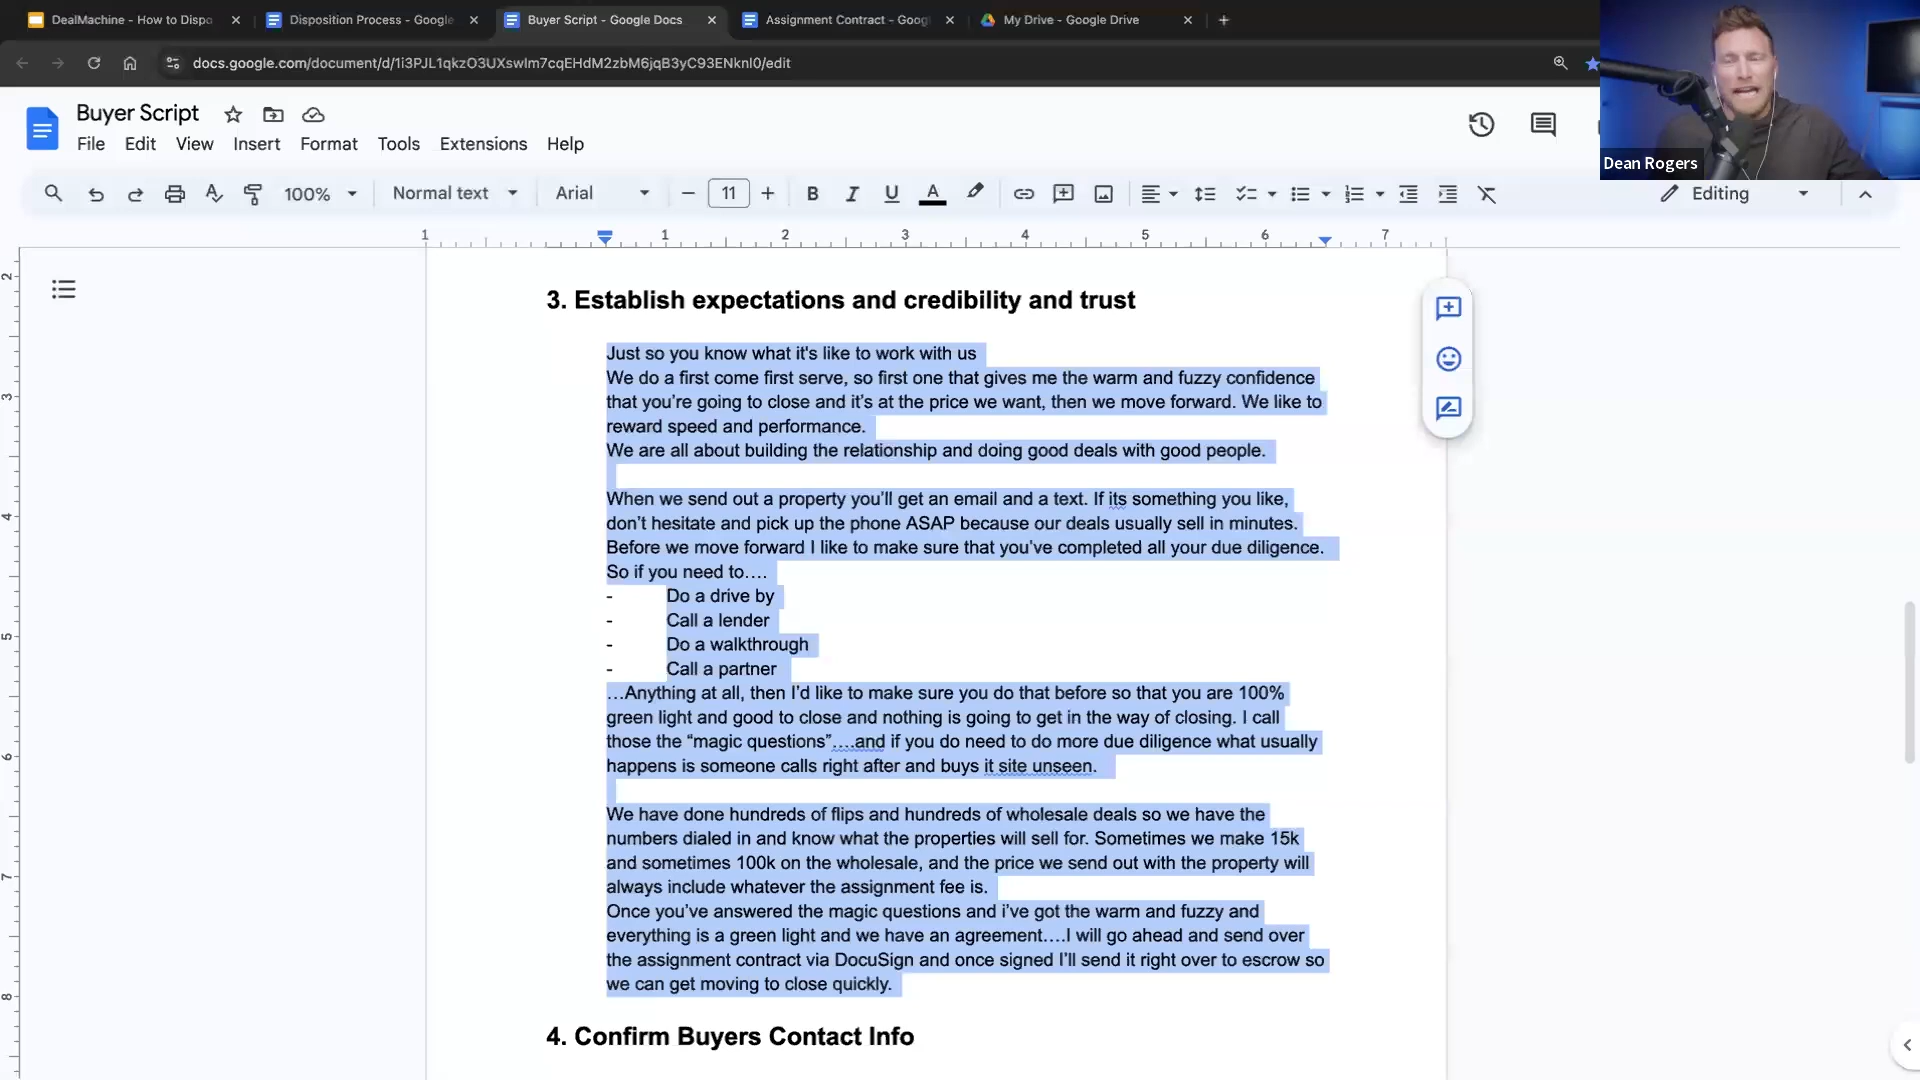 DealMachine - How to Dispo
Disposition Process - Google
Buyer Script - Google Docs
Assignment Contract - Goog
My Drive - Google Drive
docs.google.com/document/d/1i3PJL1qkzO3UXswlm7cqEHdM2zbM6jqB3yC93ENknl0/edit
Buyer Script
File Edit View Insert Format Tools Extensions Help
Dean Rogers
100% Normal text Arial 11 Editing
1 1 2 3 4 5 6 7
2
3
4
5
6
7
8
3. Establish expectations and credibility and trust
Just so you know what it's like to work with us
We do a first come first serve, so first one that gives me the warm and fuzzy confidence
that you’re going to close and it’s at the price we want, then we move forward. We like to
reward speed and performance.
We are all about building the relationship and doing good deals with good people.
When we send out a property you’ll get an email and a text. If its something you like,
don’t hesitate and pick up the phone ASAP because our deals usually sell in minutes.
Before we move forward I like to make sure that you’ve completed all your due diligence.
So if you need to….
- Do a drive by
- Call a lender
- Do a walkthrough
- Call a partner
…Anything at all, then I’d like to make sure you do that before so that you are 100%
green light and good to close and nothing is going to get in the way of closing. I call
those the “magic questions”….and if you do need to do more due diligence what usually
happens is someone calls right after and buys it site unseen.
We have done hundreds of flips and hundreds of wholesale deals so we have the
numbers dialed in and know what the properties will sell for. Sometimes we make 15k
and sometimes 100k on the wholesale, and the price we send out with the property will
always include whatever the assignment fee is.
Once you’ve answered the magic questions and i’ve got the warm and fuzzy and
everything is a green light and we have an agreement….I will go ahead and send over
the assignment contract via DocuSign and once signed I’ll send it right over to escrow so
we can get moving to close quickly.
4. Confirm Buyers Contact Info